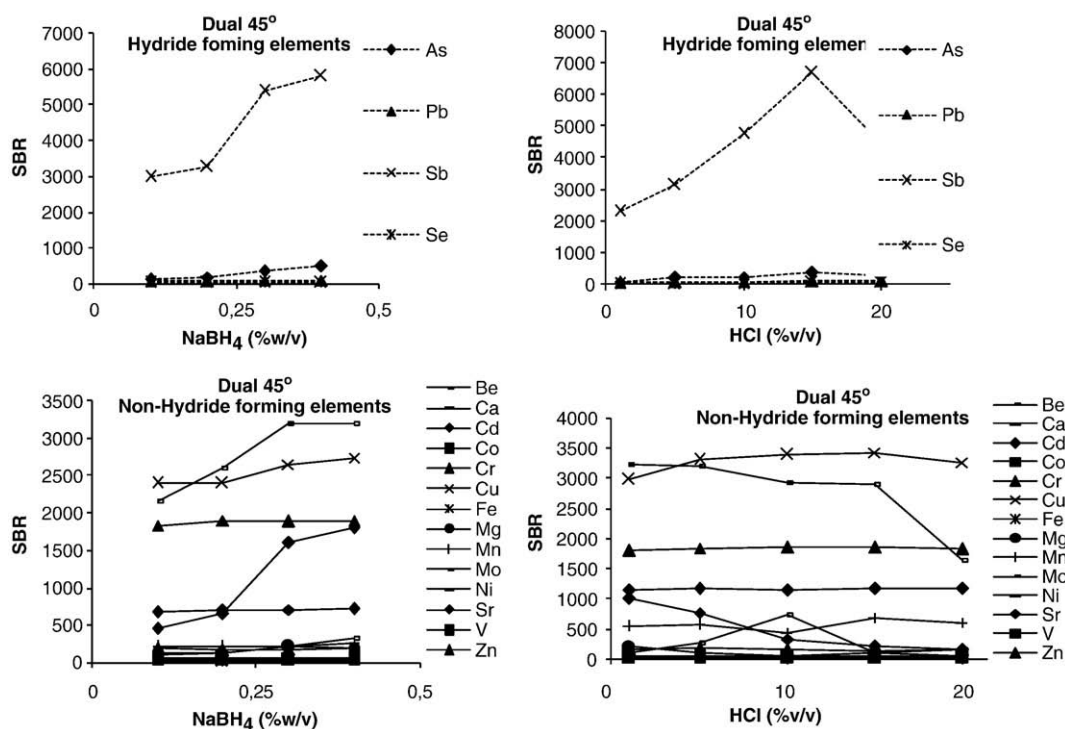 Dual 45°
Hydride foming elements
SBR
7000
6000
5000
4000
3000
2000
1000
0
0
0,25
0,5
NaBH4 (%w/v)
As
Pb
Sb
Se
Dual 45°
Hydride foming elemen
SBR
8000
7000
6000
5000
4000
3000
2000
1000
0
0
10
20
HCl (%v/v)
As
Pb
Sb
Se
Dual 45°
Non-Hydride forming elements
SBR
3500
3000
2500
2000
1500
1000
500
0
0
0,25
0,5
NaBH4 (%w/v)
Be
Ca
Cd
Co
Cr
Cu
Fe
Mg
Mn
Mo
Ni
Sr
V
Zn
Dual 45°
Non-Hydride forming elements
SBR
4000
3500
3000
2500
2000
1500
1000
500
0
0
10
20
HCl (%v/v)
Be
Ca
Cd
Co
Cr
Cu
Fe
Mg
Mn
Mo
Ni
Sr
V
Zn